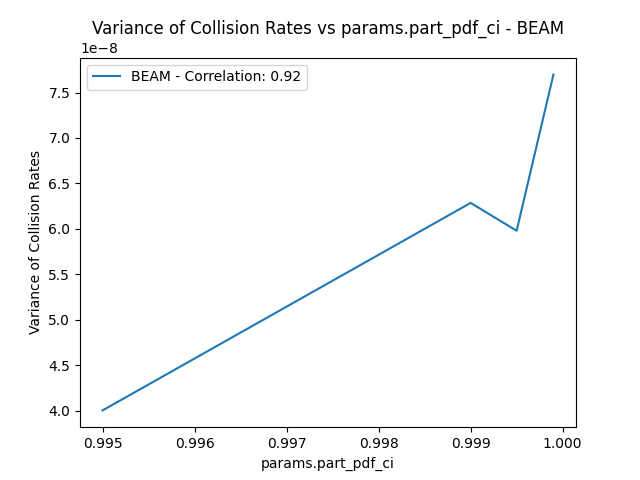 Variance of Collision Rates vs params.part_pdf_ci - BEAM
1e−8
BEAM - Correlation: 0.92
7.5
7.0
6.5
6.0
5.5
5.0
4.5
4.0
Variance of Collision Rates
0.995 0.996 0.997 0.998 0.999 1.000
params.part_pdf_ci